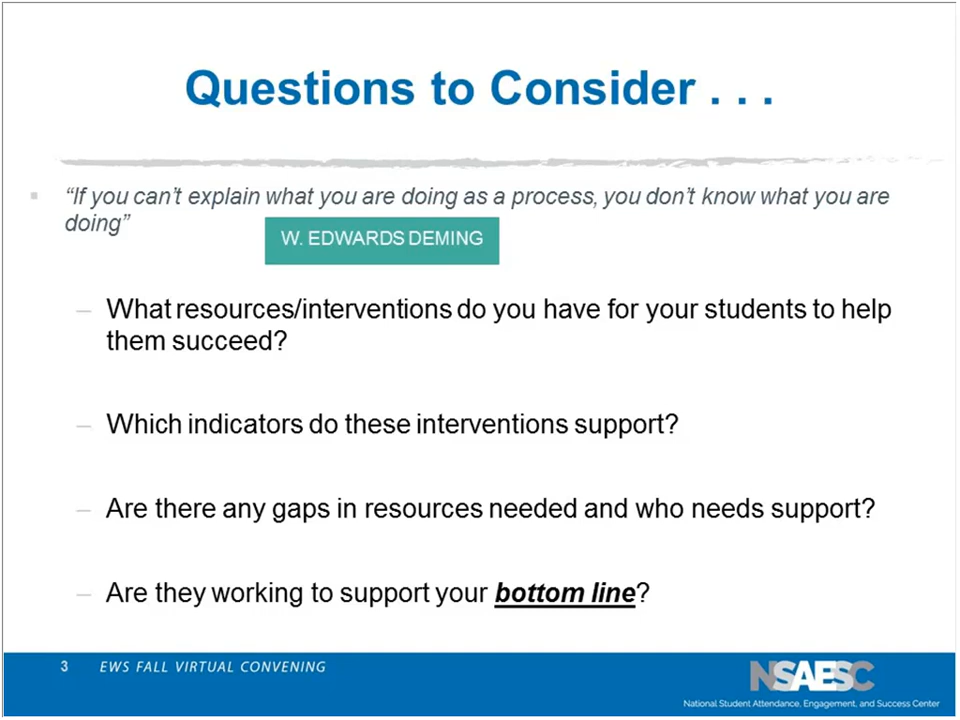 Questions to Consider . . .
“If you can’t explain what you are doing as a process, you don’t know what you are
doing”
W. EDWARDS DEMING
– What resources/interventions do you have for your students to help
them succeed?
– Which indicators do these interventions support?
– Are there any gaps in resources needed and who needs support?
– Are they working to support your bottom line?
3 EWS FALL VIRTUAL CONVENING
NSAESC
National Student Attendance, Engagement, and Success Center